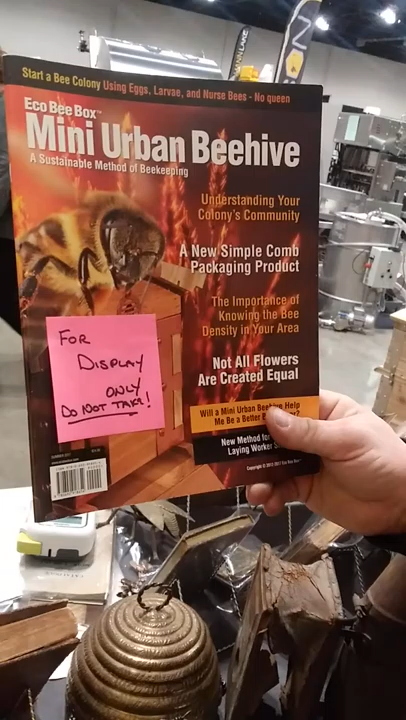 Start a Bee Colony Using Eggs, Larvae, and Nurse Bees - No queen
Eco Bee Box™
Mini Urban Beehive
A Sustainable Method of Beekeeping
Understanding Your
Colony's Community
A New Simple Comb
Packaging Product
The Importance of
Knowing the Bee
Density in Your Area
Not All Flowers
Are Created Equal
Will a Mini Urban Beehive Help
Me Be a Better
New Method for
Laying Worker
FOR
DISPLAY
ONLY
DO NOT TAKE!